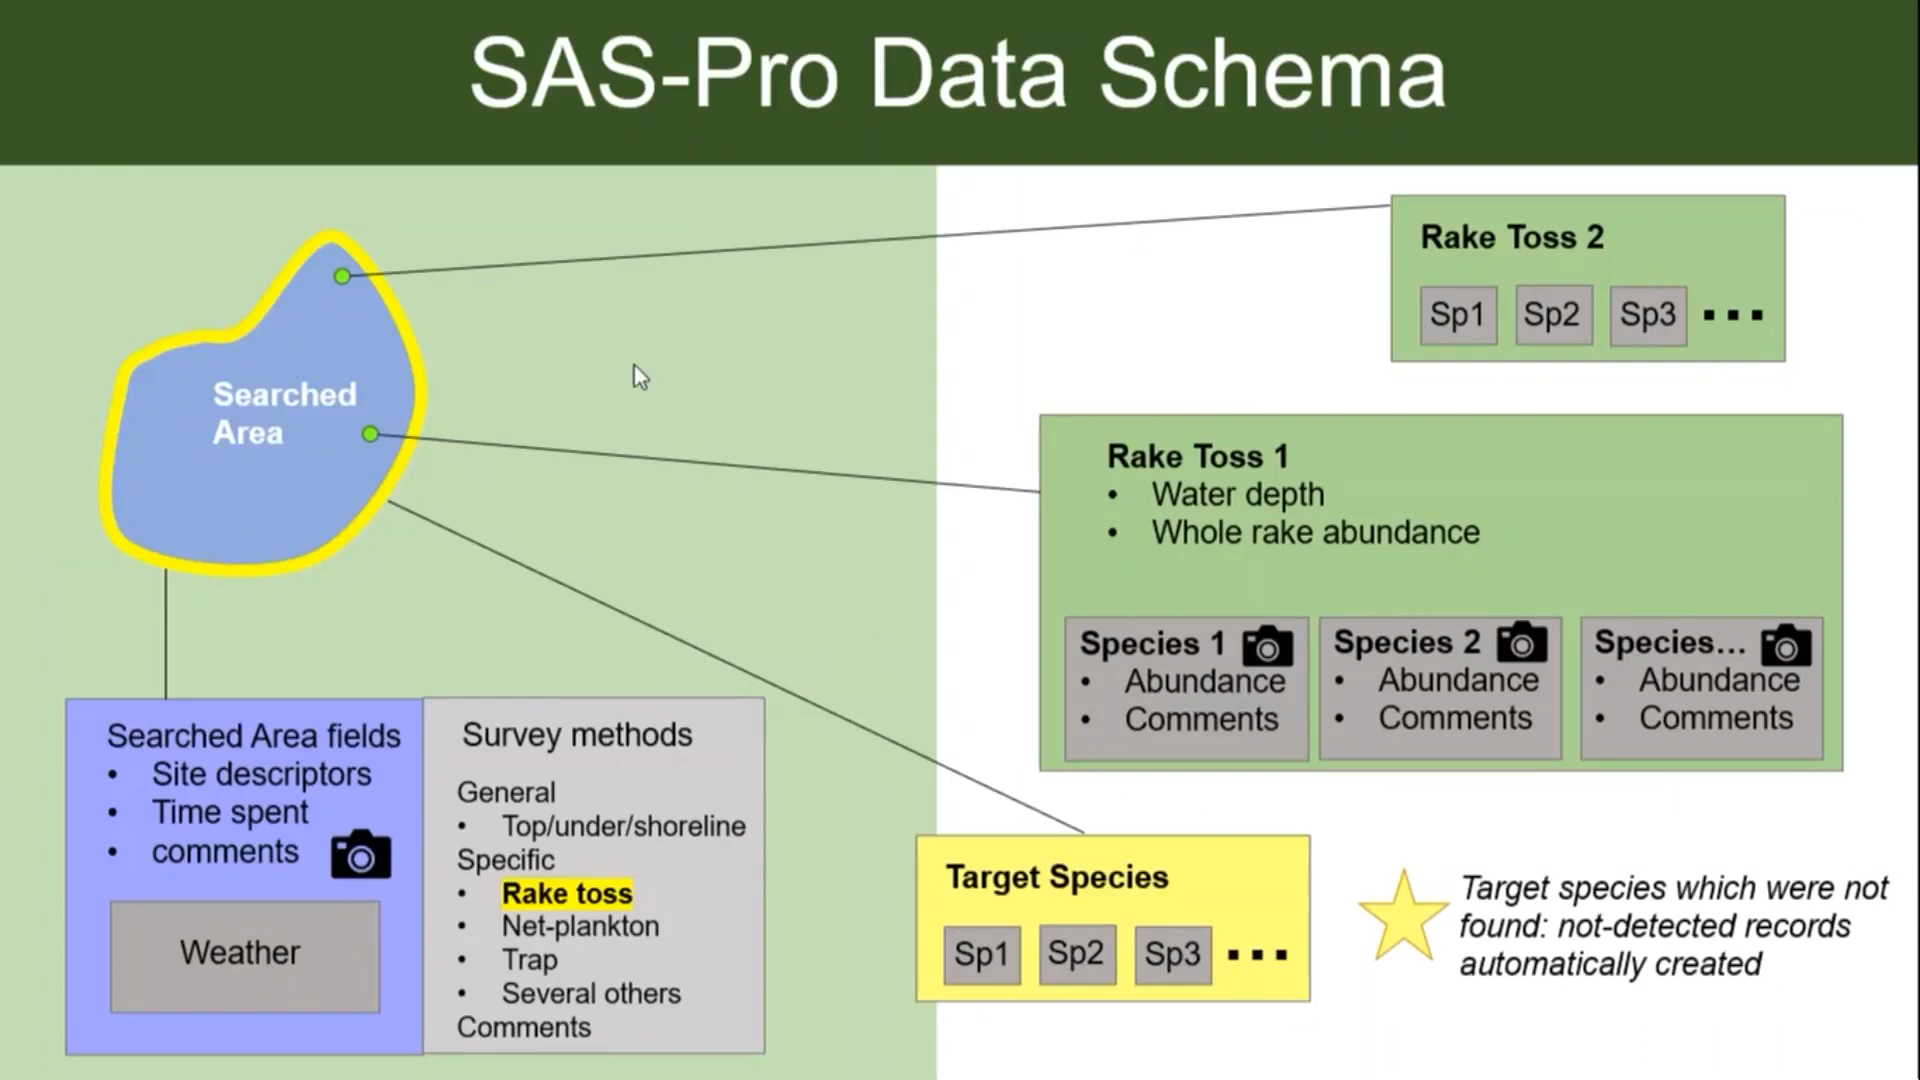 SAS-Pro Data Schema
Searched
Area
Rake Toss 2
Sp1 Sp2 Sp3 ...
Rake Toss 1
• Water depth
• Whole rake abundance
Species 1
• Abundance
• Comments
Species 2
• Abundance
• Comments
Species...
• Abundance
• Comments
Searched Area fields
• Site descriptors
• Time spent
• comments
Weather
Survey methods
General
• Top/under/shoreline
Specific
• Rake toss
• Net-plankton
• Trap
• Several others
Comments
Target Species
Sp1 Sp2 Sp3 ...
Target species which were not
found: not-detected records
automatically created